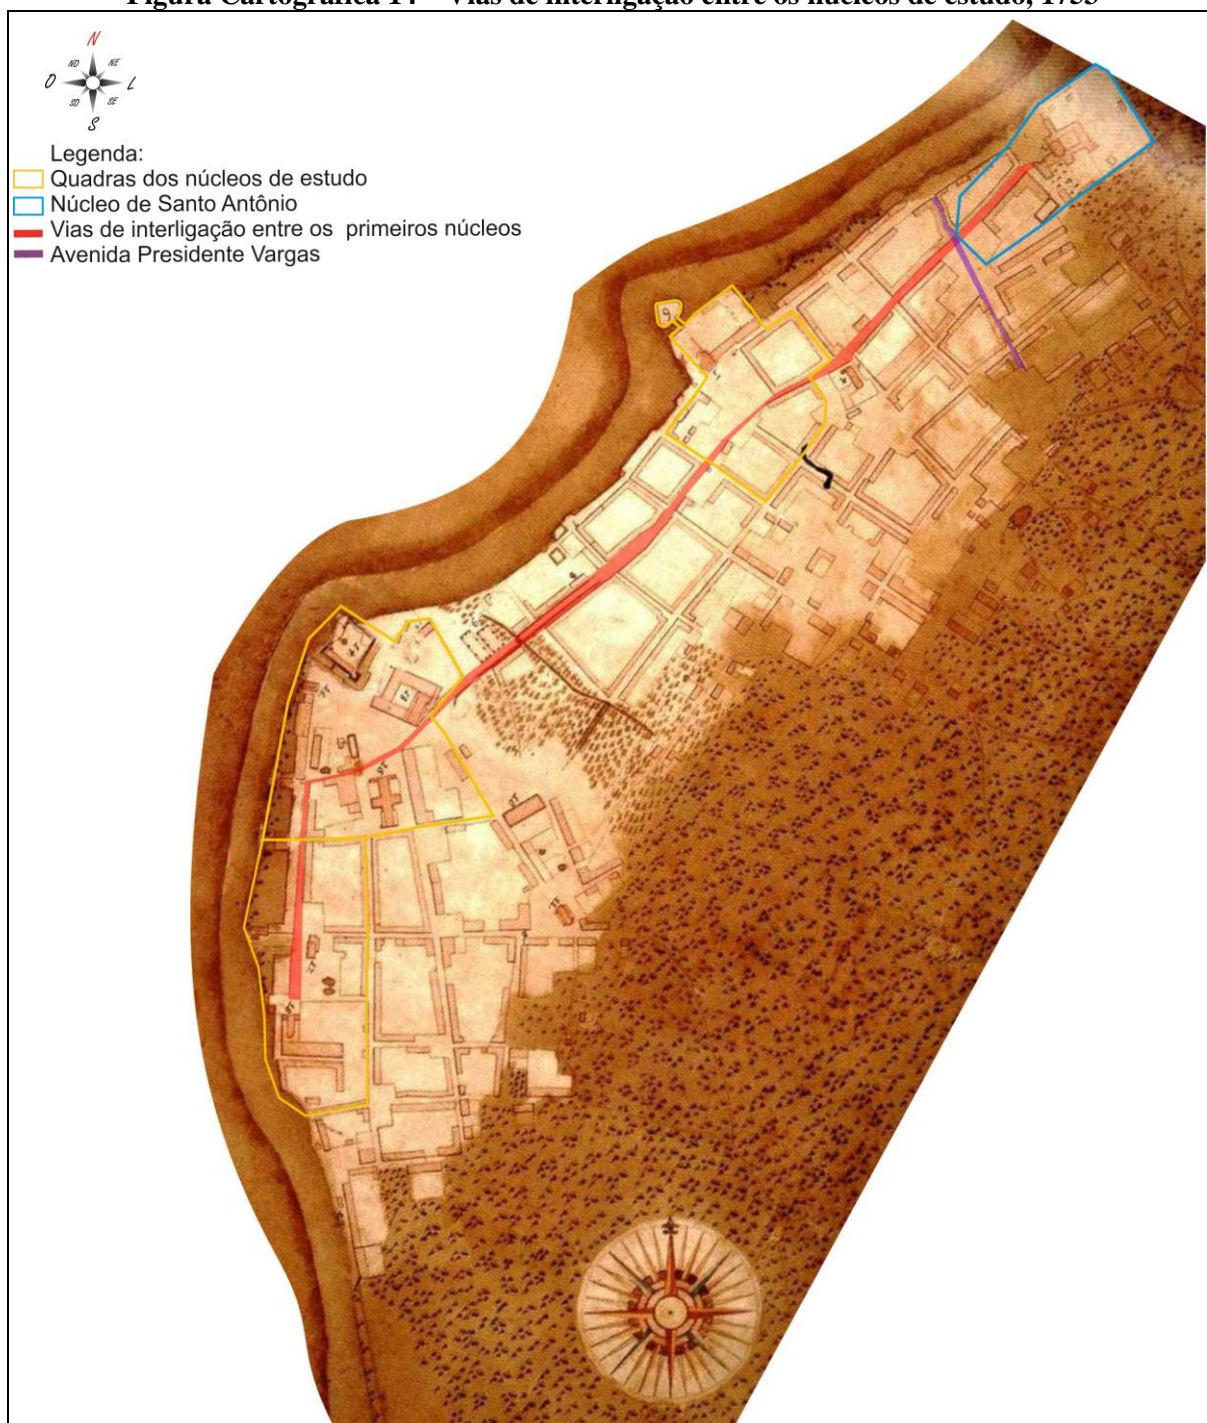 Figura Cartográfica 14 – Vias de interligação entre os núcleos de estudo, 1753
N
NO NE
O L
SO SE
S
Legenda:
Quadras dos núcleos de estudo
Núcleo de Santo Antônio
Vias de interligação entre os primeiros núcleos
Avenida Presidente Vargas